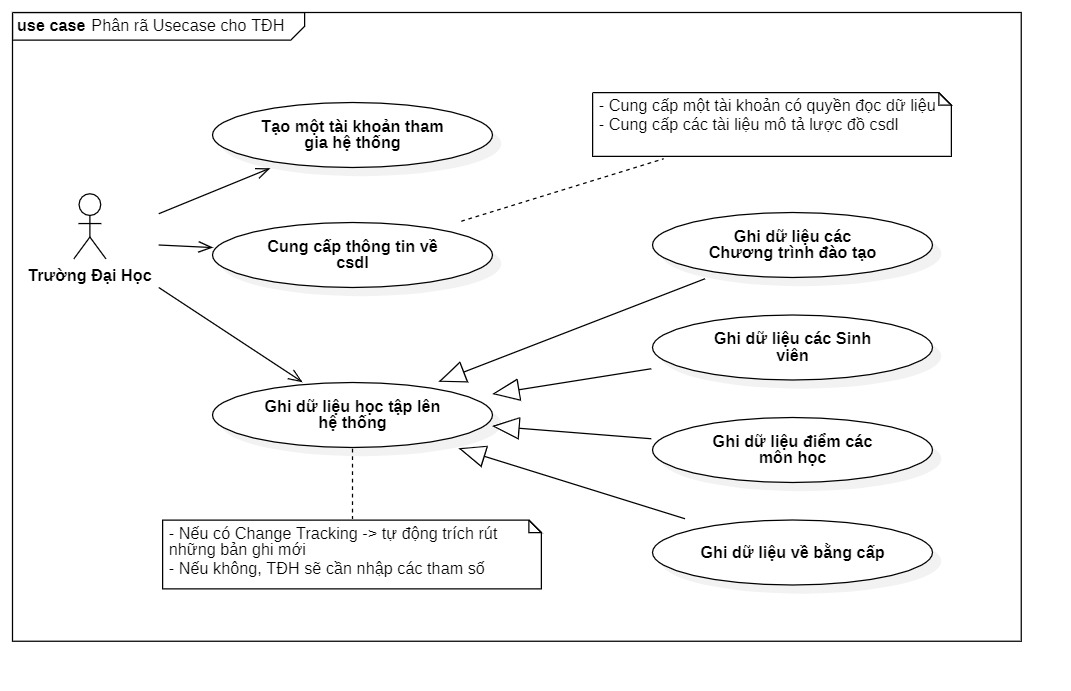 use case Phân rã Usecase cho TĐH
Tạo một tài khoản tham
gia hệ thống
- Cung cấp một tài khoản có quyền đọc dữ liệu
- Cung cấp các tài liệu mô tả lược đồ csdl
Trường Đại Học
Cung cấp thông tin về
csdl
Ghi dữ liệu các
Chương trình đào tạo
Ghi dữ liệu các Sinh
viên
Ghi dữ liệu học tập lên
hệ thống
Ghi dữ liệu điểm các
môn học
- Nếu có Change Tracking -> tự động trích rút
những bản ghi mới
- Nếu không, TĐH sẽ cần nhập các tham số
Ghi dữ liệu về bằng cấp